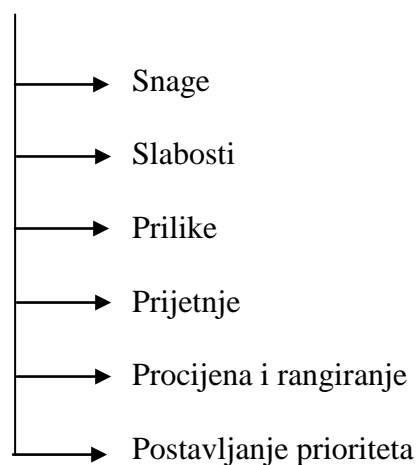 Snage
Slabosti
Prilike
Prijetnje
Procijena i rangiranje
Postavljanje prioriteta